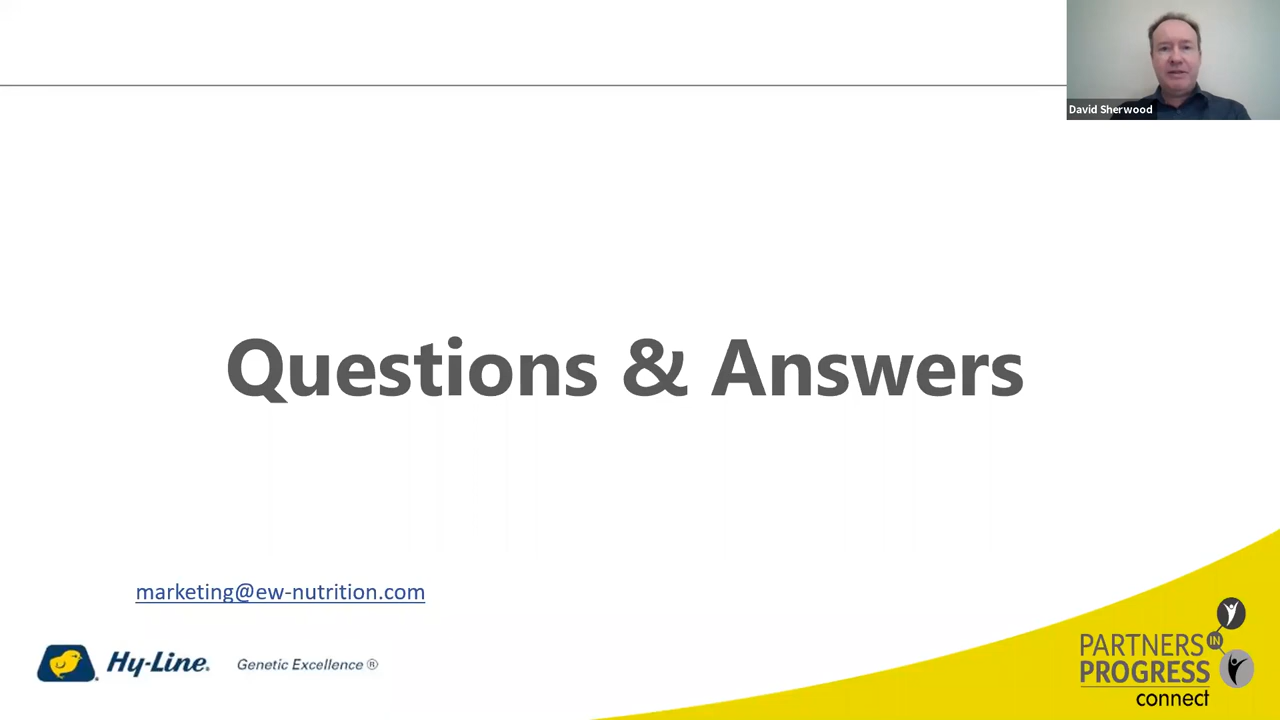 David Sherwood
Questions & Answers
marketing@ew-nutrition.com
Hy-Line® Genetic Excellence ®
PARTNERS IN
PROGRESS
connect